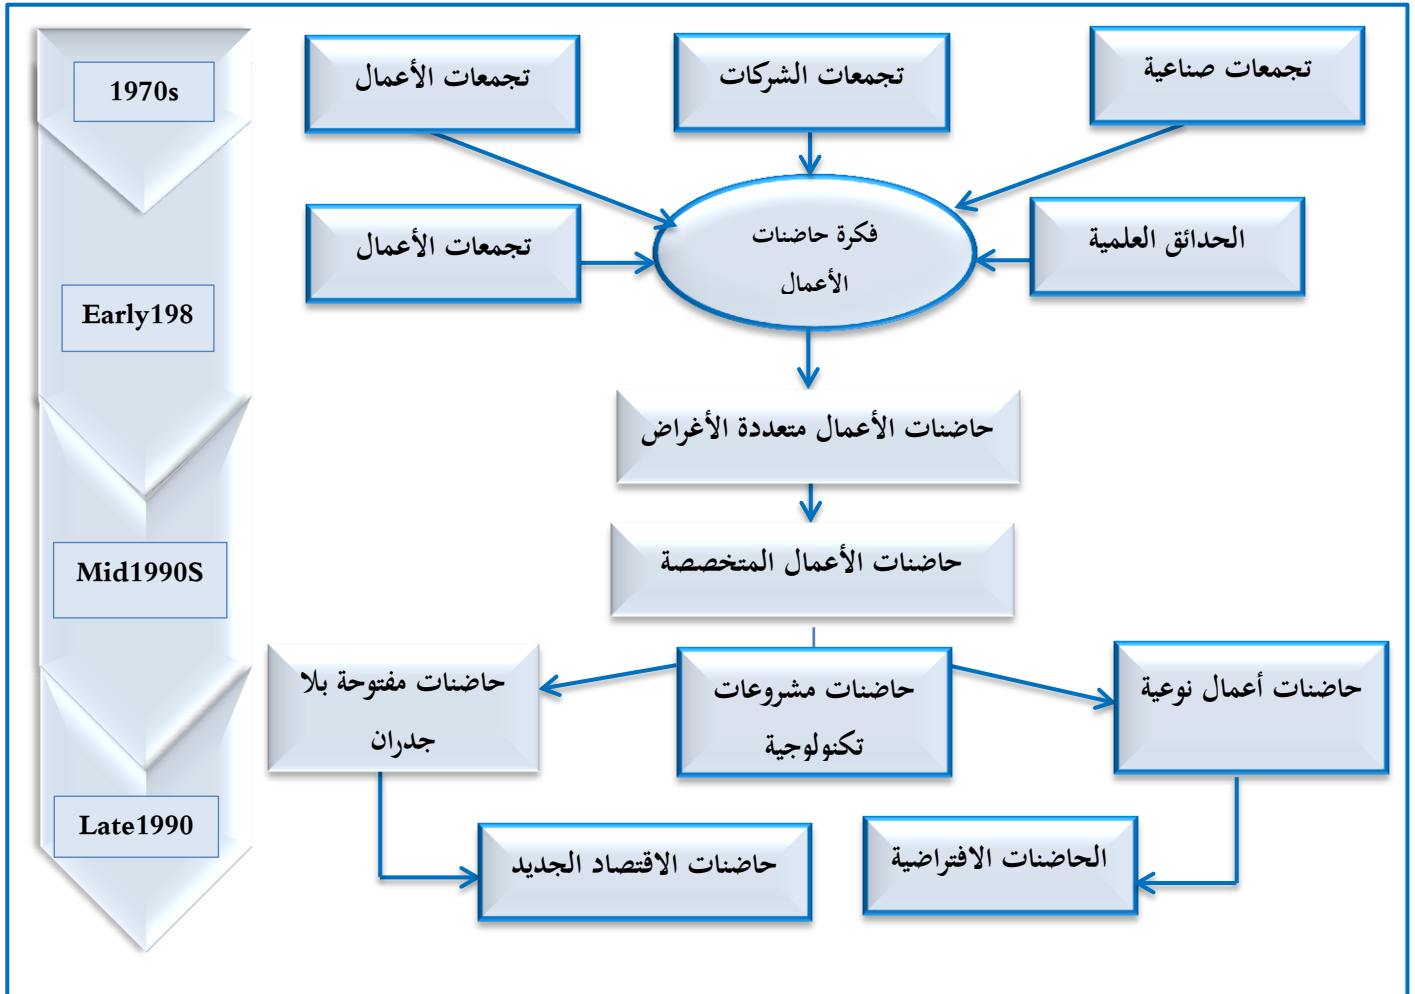 1970s
تجمعات صناعية
تجمعات الشركات
تجمعات الأعمال
الحدائق العلمية
فكرة حاضنات
الأعمال
تجمعات الأعمال
Early198
حاضنات الأعمال متعددة الأغراض
Mid1990S
حاضنات الأعمال المتخصصة
حاضنات أعمال نوعية
حاضنات مشروعات
تكنولوجية
حاضنات مفتوحة بلا
جدران
Late1990
الحاضنات الافتراضية
حاضنات الاقتصاد الجديد